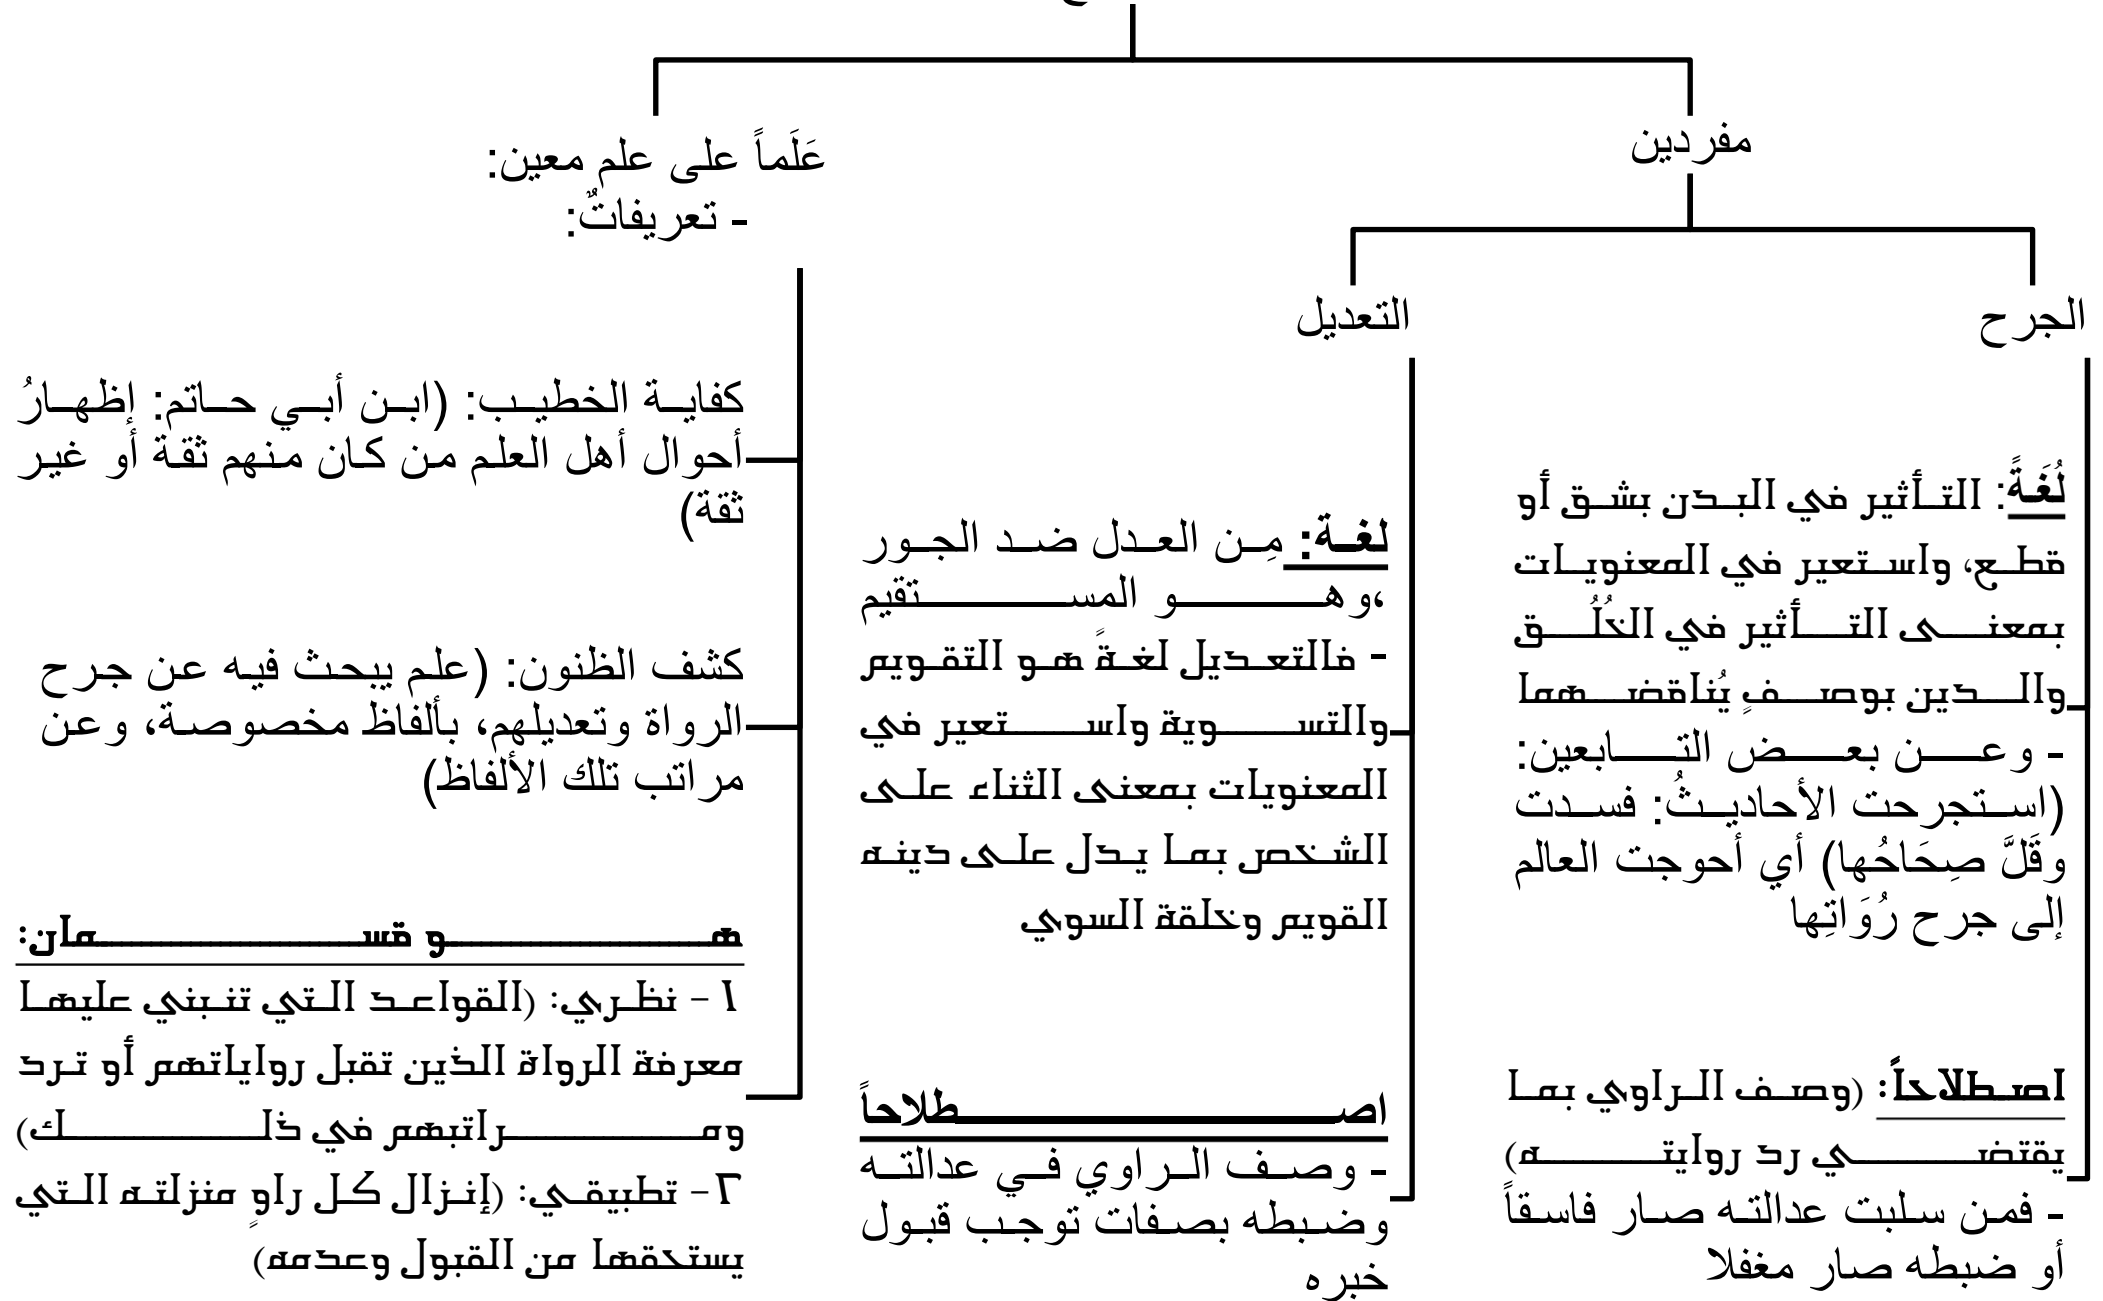 مفردين
عَلَماً على علم معين:
- تعريفاتٌ:
الجرح
لُغَةً: التأثير في البدن بشق أو
قطع، واستعير في المعنويات
بمعنى التأثير في الخُلُق
والدين بوصفٍ يُناقضهما
- وعن بعض التابعين:
(استجرحت الأحاديثُ: فسدت
وقَلَّ صِحَاحُها) أي أحوجت العالم
إلى جرح رُوَاتِها
اصطلاحاً: (وصف الراوي بما
يقتضي رد روايته)
- فمن سلبت عدالته صار فاسقاً
أو ضبطه صار مغفلا
التعديل
لغة: مِن العدل ضد الجور
،وهو المستقيم
- فالتعديل لغةً هو التقويم
والتسوية واستعير في
المعنويات بمعنى الثناء على
الشخص بما يدل على دينه
القويم وخلقة السوي
اصطلاحاً
- وصف الراوي في عدالته
وضبطه بصفات توجب قبول
خبره
كفاية الخطيب: (ابن أبي حاتم: إظهارُ
أحوال أهل العلم من كان منهم ثقة أو غير
ثقة)
كشف الظنون: (علم يبحث فيه عن جرح
الرواة وتعديلهم، بألفاظ مخصوصة، وعن
مراتب تلك الألفاظ)
هو قسمان:
١- نظري: (القواعد التي تنبني عليها
معرفة الرواة الذين تقبل رواياتهم أو ترد
ومراتبهم في ذلك)
٢- تطبيقي: (إنزال كل راوٍ منزلته التي
يستحقها من القبول وعدمه)